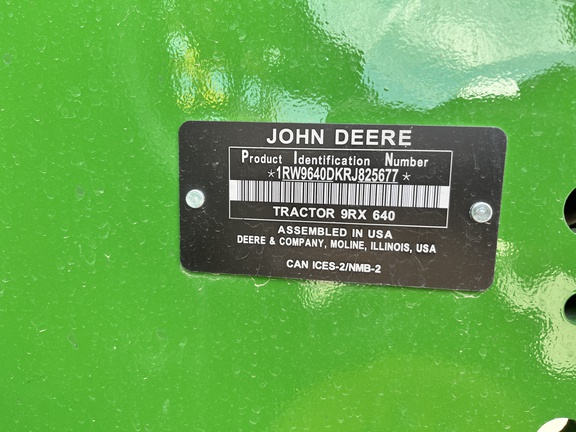 JOHN DEERE
Product Identification Number
*1RW9640DKRJ825677*
TRACTOR 9RX 640
ASSEMBLED IN USA
DEERE & COMPANY, MOLINE, ILLINOIS, USA
CAN ICES-2/NMB-2